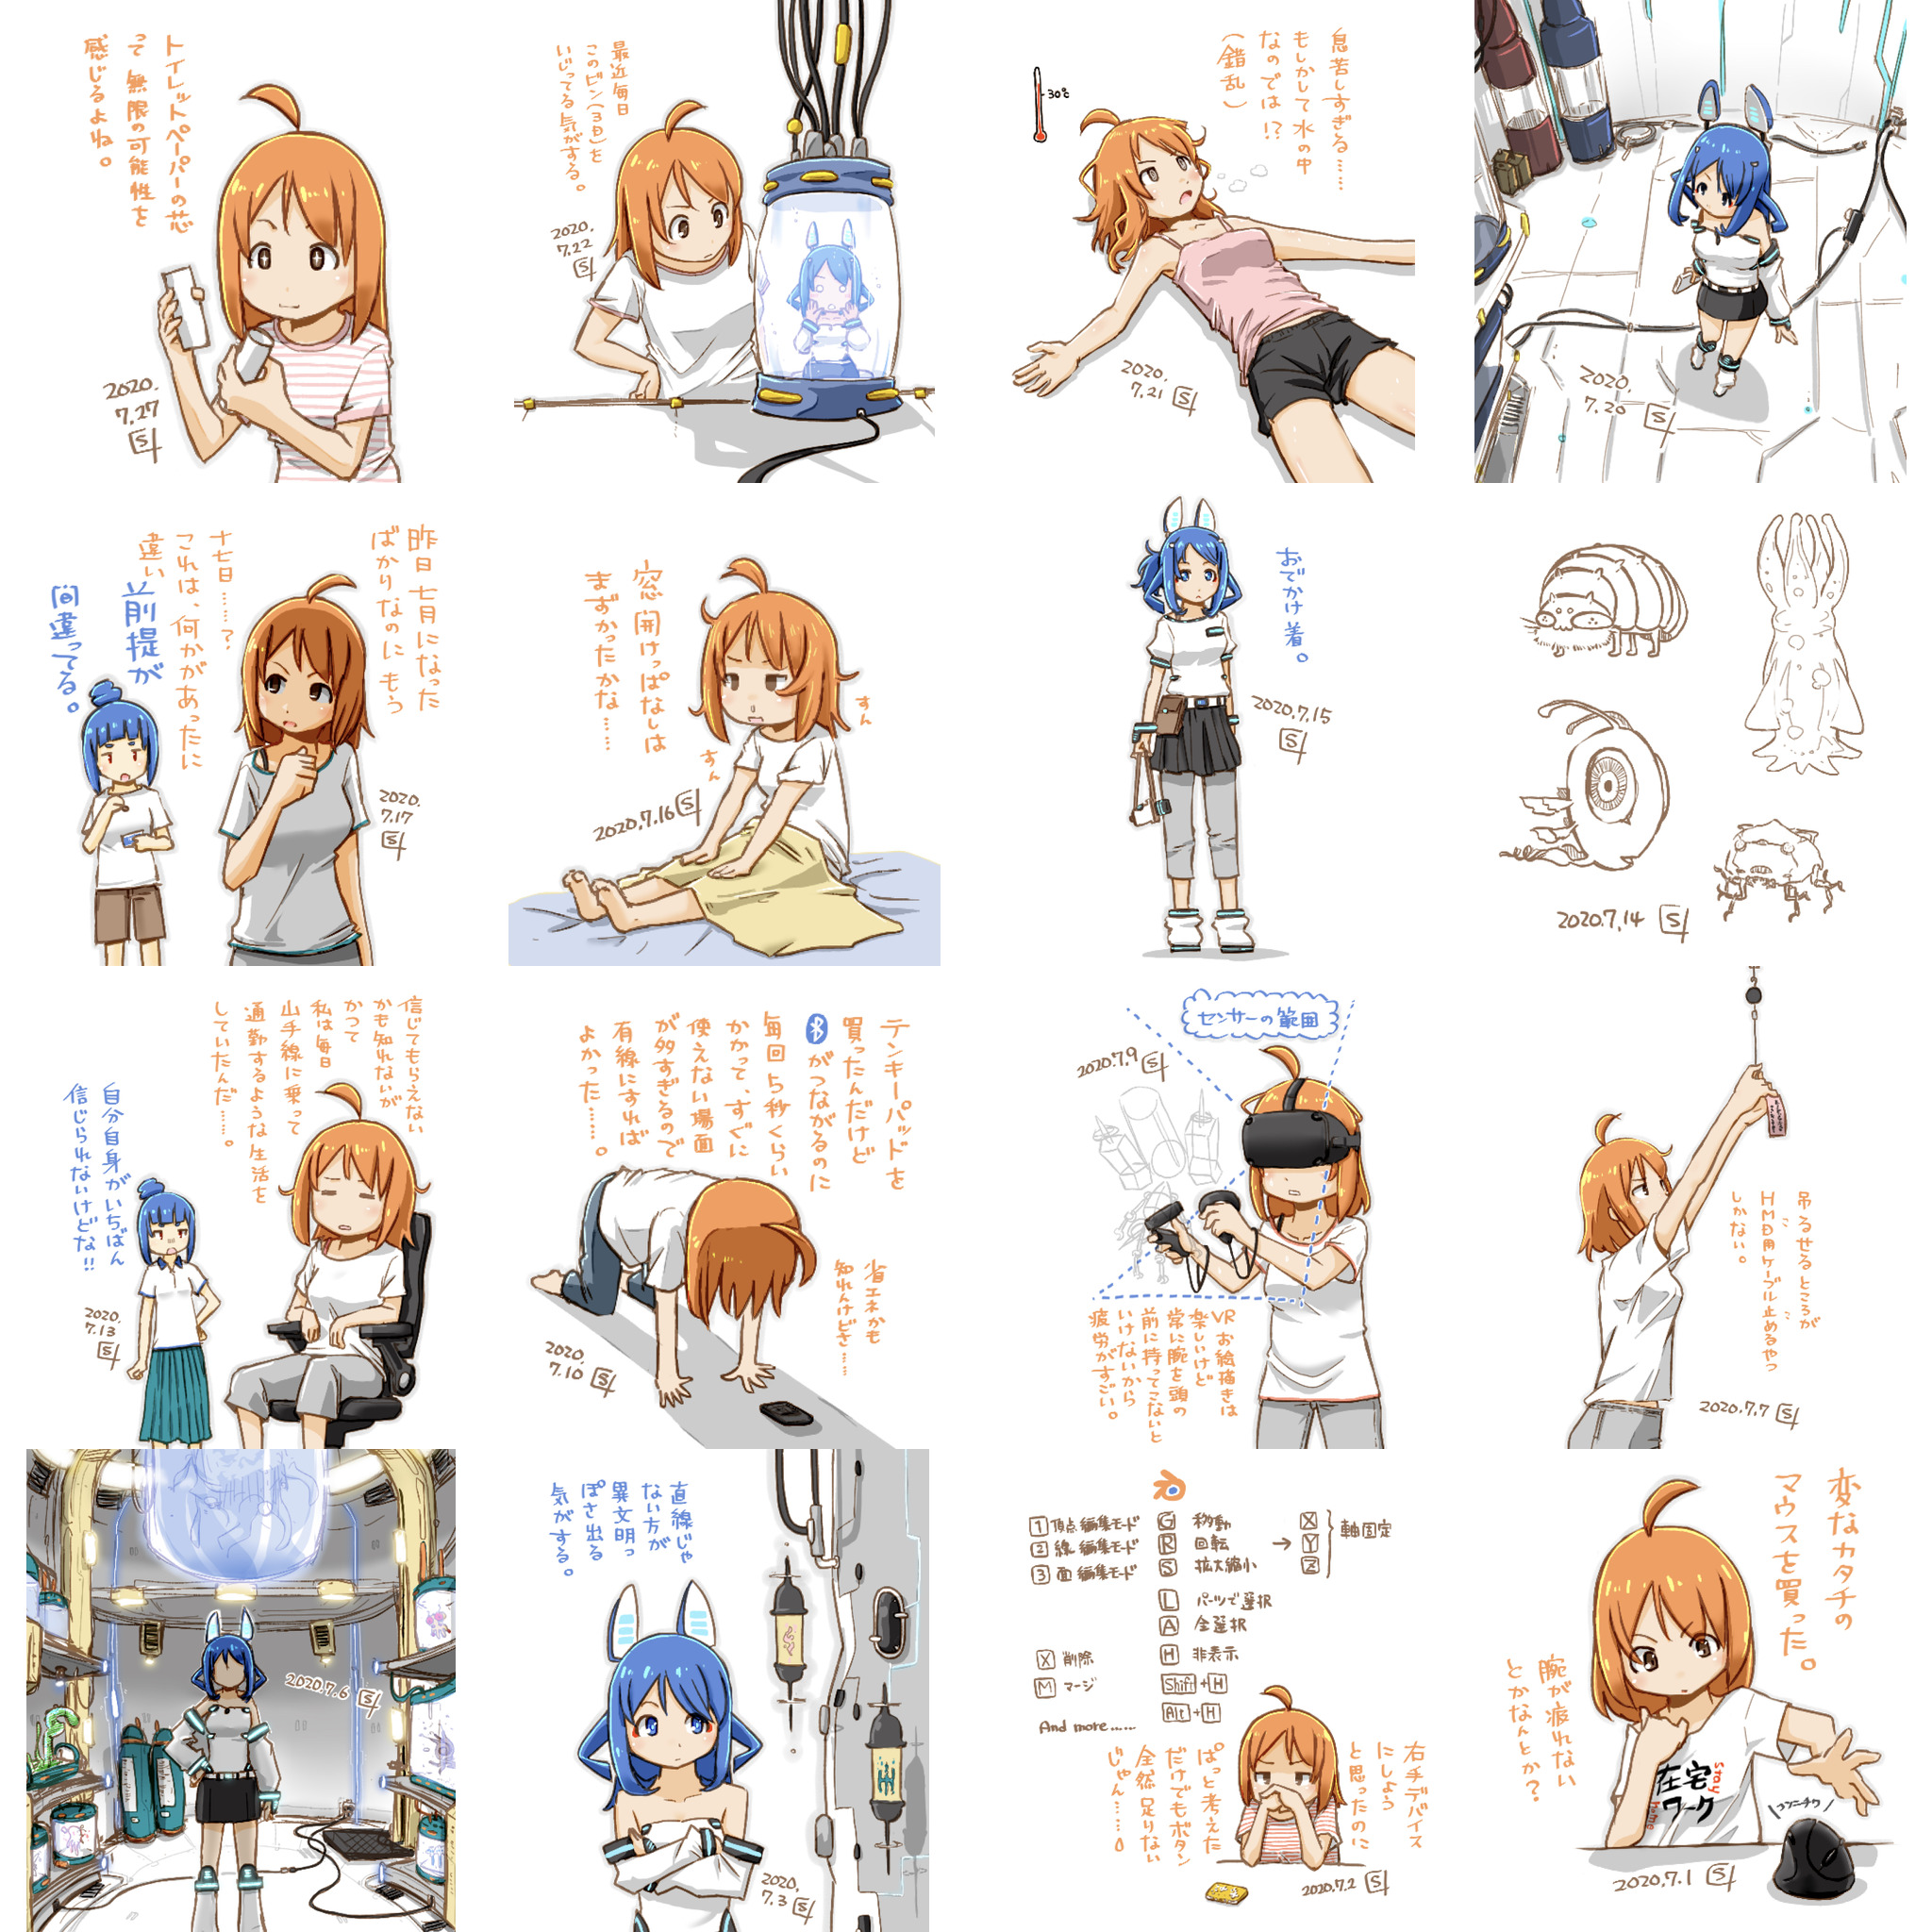 トイレットペーパーの芯
って無限の可能性を
感じるよね。
2020.
7.27
最近毎日
このビン(3D)を
いじってる気がする。
2020.
7.22
息苦しすぎる……
もしかして水の中
なのでは!?
(錯乱)
30℃
2020.
7.21
2020.
7.20
昨日七月になった
ばかりなのにもう
十七日……?
これは、何かがあったに
違い
前提が
間違ってる。
2020.
7.17
窓開けっぱなしは
まずかったかな……
すん
すん
2020.7.16
おでかけ着。
2020.7.15
2020.7.14
信じてもらえない
かも知れないが
かつて
私は毎日
山手線に乗って
通勤するような生活を
していたんだ……。
自分自身がいちばん
信じられないけどな!!
2020.
7.13
テンキーパッドを
買ったんだけど
がつながるのに
毎回5秒くらい
かかって、すぐに
使えない場面
が多すぎるので
有線にすれば
よかった……。
省エネかも
知れんけどさ……
2020.
7.10
センサーの範囲
2020.7.9
VRお絵描きは
楽しいけど
常に腕を頭の
前に持ってこないと
いけないから
疲労がすごい。
吊るせるところが
HMD用ケーブル止めるやつ
しかない。
2020.7.7
2020.7.6
直線じゃ
ない方が
異文明っ
ぽさ出る
気がする。
2020.
7.3
1 頂点編集モード
2 線編集モード
3 面編集モード
G 移動
R 回転
S 拡大縮小
→ X Y Z 軸固定
L パーツで選択
A 全選択
H 非表示
Shift+H
Alt+H
X 削除
M マージ
And more……
右手デバイス
にしよう
と思ったのに
ぱっと考えた
だけでもボタン
全然足りない
じゃん……。
2020.7.2
変なカタチの
マウスを買った。
腕が疲れない
とかなんとか?
在宅
ワーク
Stay
home
コンニチワ
2020.7.1